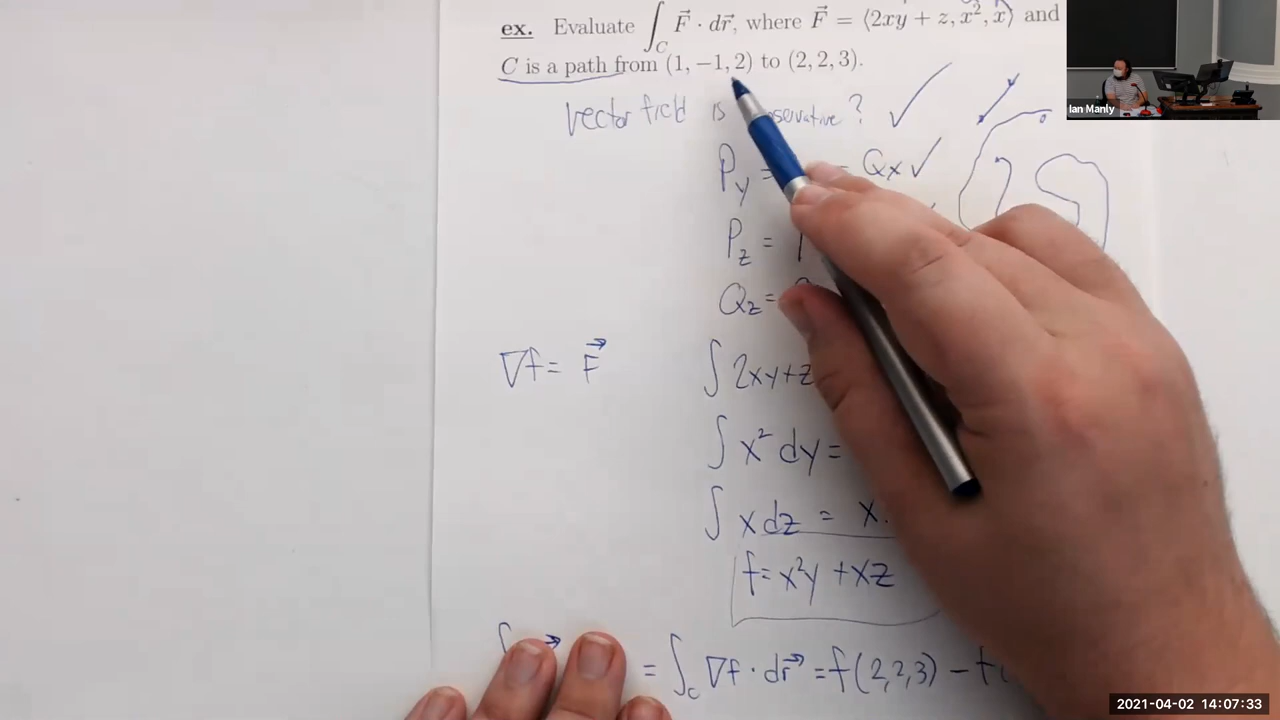 ex. Evaluate ∫_C F⃗ · dr⃗, where F⃗ = ⟨2xy + z, x², x⟩ and
C is a path from (1, −1, 2) to (2, 2, 3).
Ian Manly
vector field is ? ✓
P_y = = Q_x ✓
P_z = 1
Q_z =
∇f = F⃗
∫ 2xy+z
∫ x² dy =
∫ x dz = x
f = x²y + xz
= ∫_C ∇f · dr⃗ = f(2,2,3) − f(
2021-04-02 14:07:33